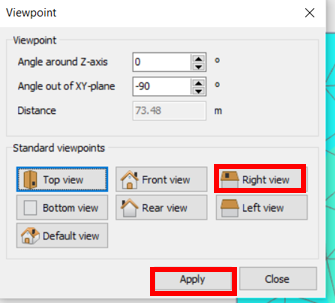 Viewpoint
Viewpoint
Angle around Z-axis 0 °
Angle out of XY-plane -90 °
Distance 73.48 m
Standard viewpoints
Top view Front view Right view
Bottom view Rear view Left view
Default view
Apply Close